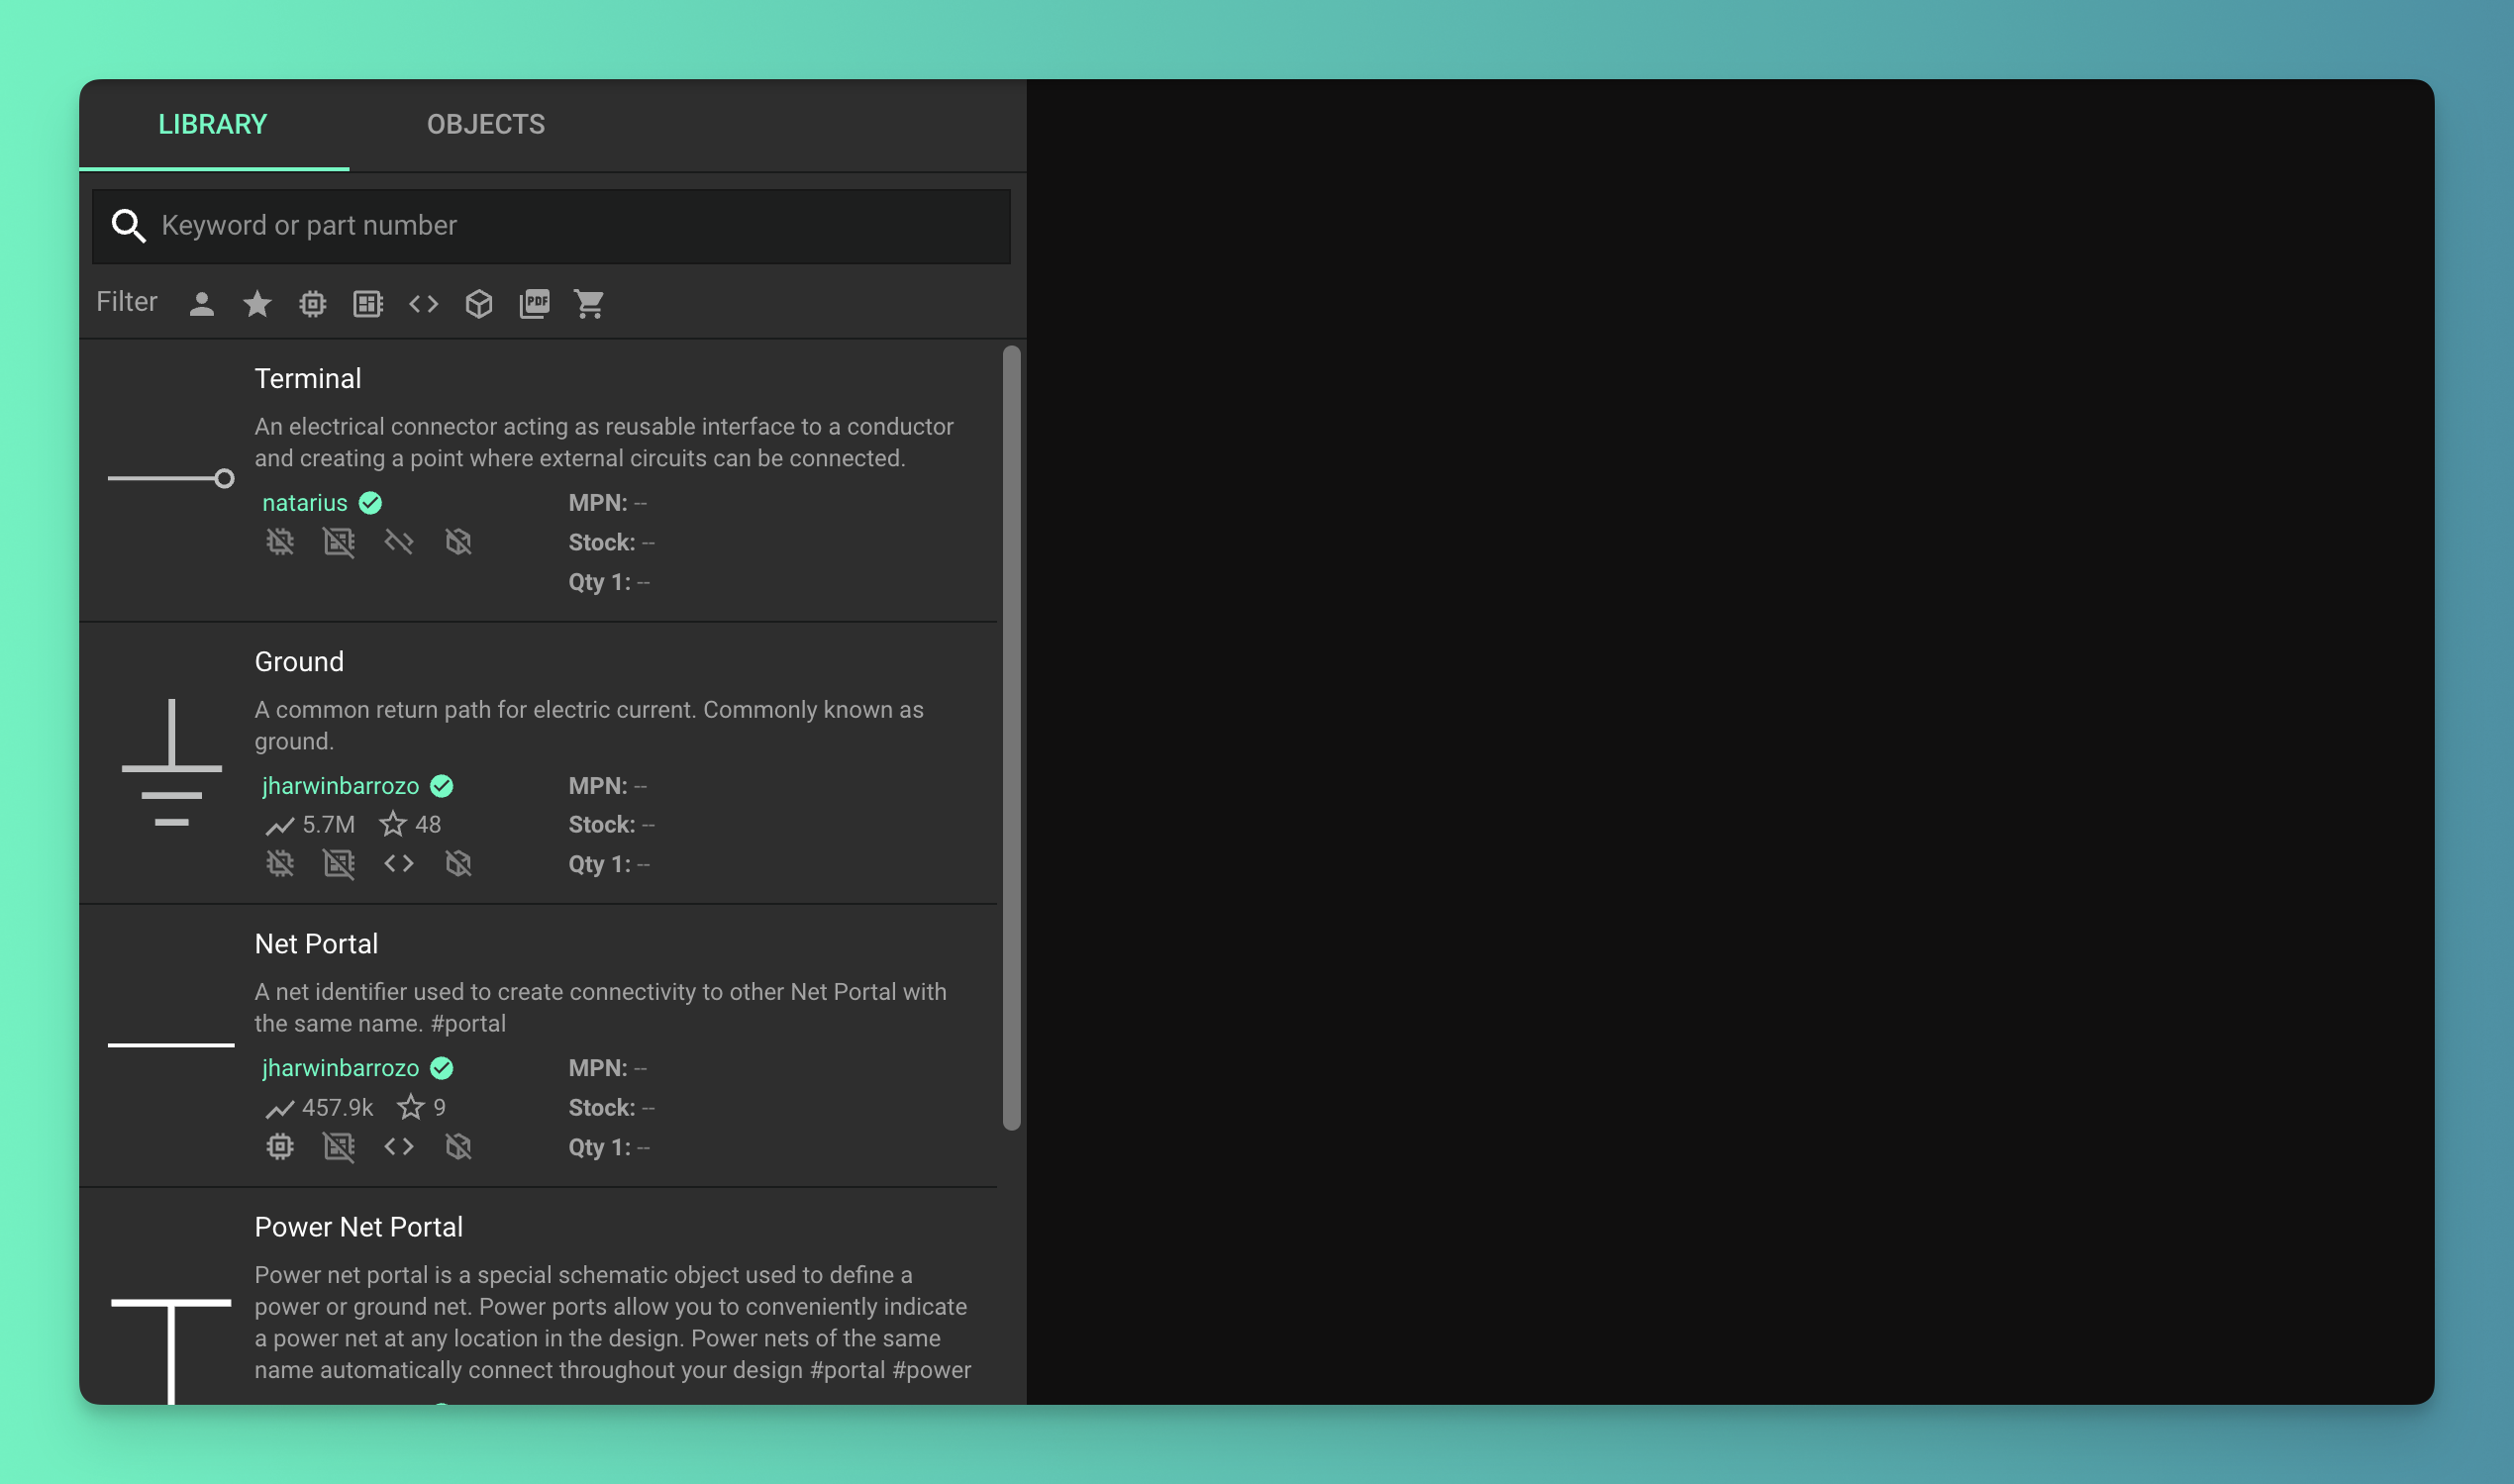 LIBRARY OBJECTS
Keyword or part number
Filter PDF
Terminal
An electrical connector acting as reusable interface to a conductor
and creating a point where external circuits can be connected.
natarius MPN: --
Stock: --
Qty 1: --
Ground
A common return path for electric current. Commonly known as
ground.
jharwinbarrozo MPN: --
5.7M 48 Stock: --
Qty 1: --
Net Portal
A net identifier used to create connectivity to other Net Portal with
the same name. #portal
jharwinbarrozo MPN: --
457.9k 9 Stock: --
Qty 1: --
Power Net Portal
Power net portal is a special schematic object used to define a
power or ground net. Power ports allow you to conveniently indicate
a power net at any location in the design. Power nets of the same
name automatically connect throughout your design #portal #power